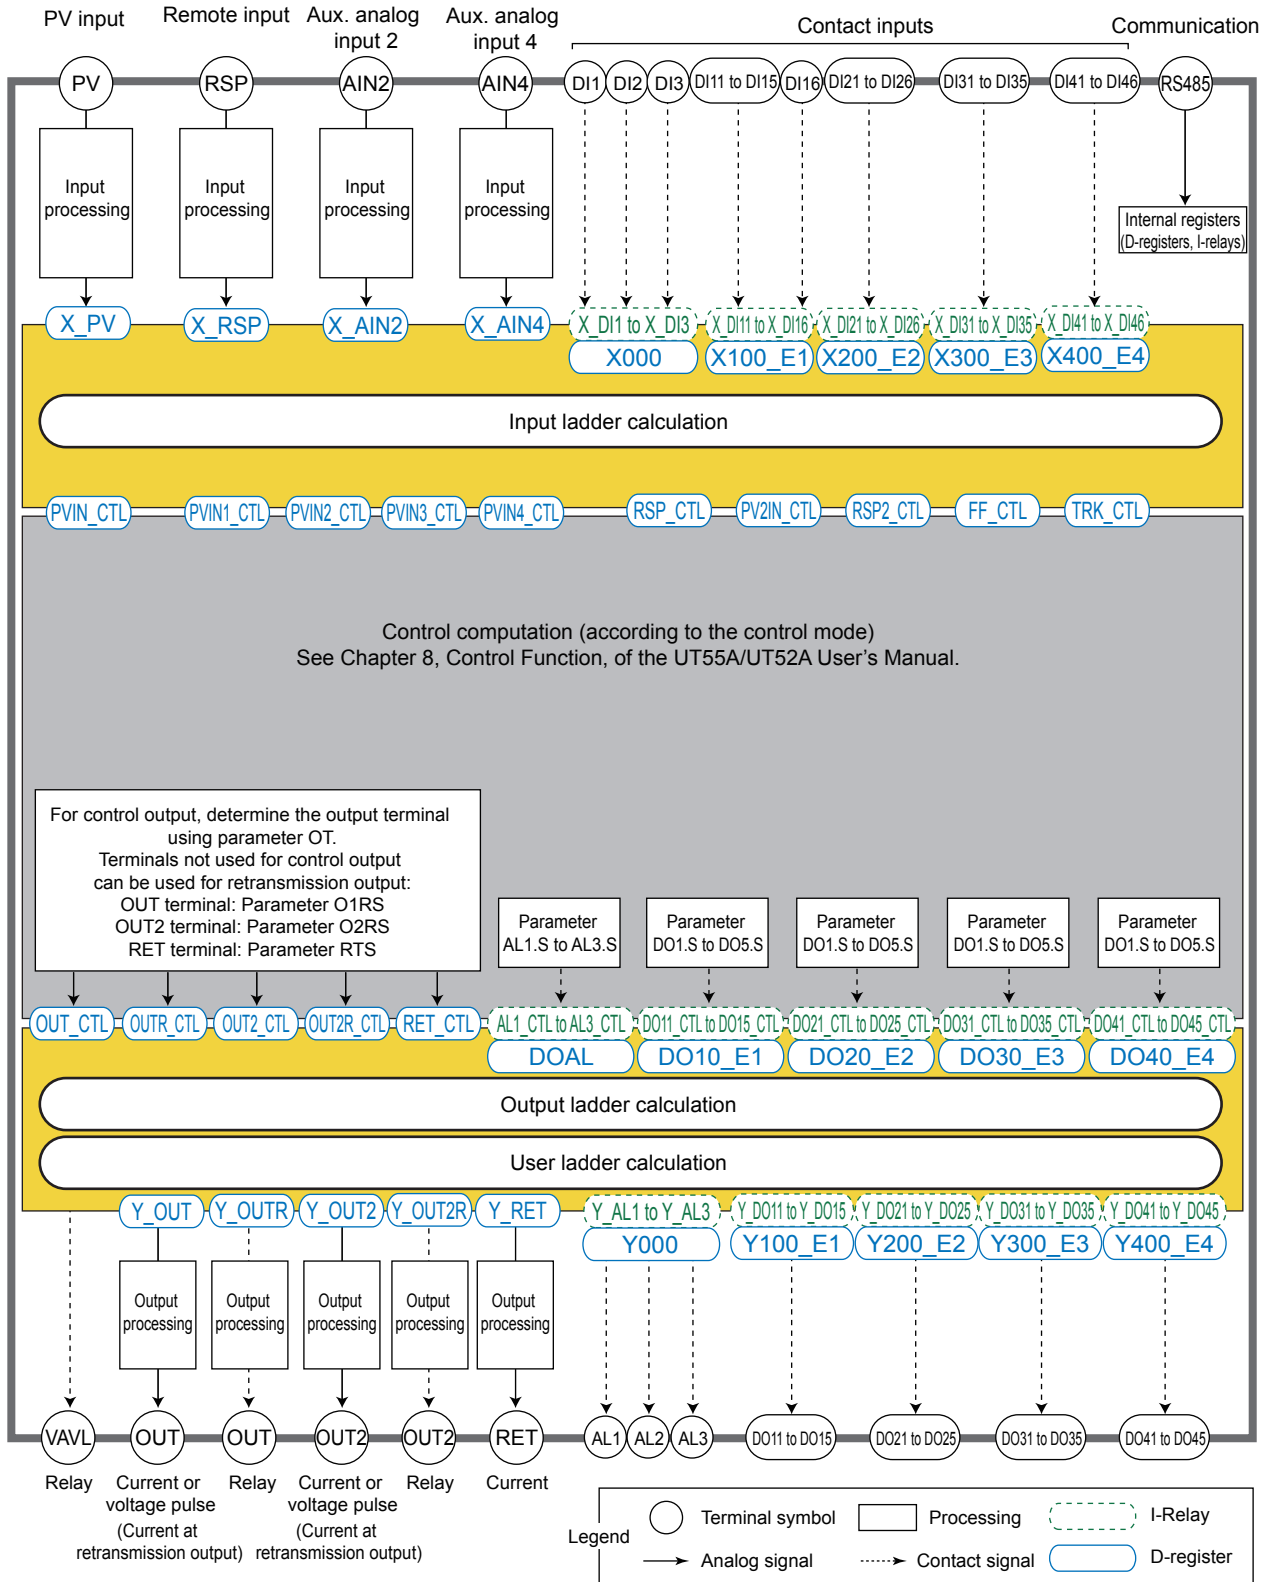 PV input
Remote input
Aux. analog
input 2
Aux. analog
input 4
Contact inputs
Communication
PV
RSP
AIN2
AIN4
DI1
DI2
DI3
DI11 to DI15
DI16
DI21 to DI26
DI31 to DI35
DI41 to DI46
RS485
Input
processing
Input
processing
Input
processing
Input
processing
Internal registers
(D-registers, I-relays)
X_PV
X_RSP
X_AIN2
X_AIN4
X_DI1 to X_DI3
X_DI11 to X_DI16
X_DI21 to X_DI26
X_DI31 to X_DI35
X_DI41 to X_DI46
X000
X100_E1
X200_E2
X300_E3
X400_E4
Input ladder calculation
PVIN_CTL
PVIN1_CTL
PVIN2_CTL
PVIN3_CTL
PVIN4_CTL
RSP_CTL
PV2IN_CTL
RSP2_CTL
FF_CTL
TRK_CTL
Control computation (according to the control mode)
See Chapter 8, Control Function, of the UT55A/UT52A User's Manual.
For control output, determine the output terminal
using parameter OT.
Terminals not used for control output
can be used for retransmission output:
OUT terminal: Parameter O1RS
OUT2 terminal: Parameter O2RS
RET terminal: Parameter RTS
Parameter
AL1.S to AL3.S
Parameter
DO1.S to DO5.S
Parameter
DO1.S to DO5.S
Parameter
DO1.S to DO5.S
Parameter
DO1.S to DO5.S
OUT_CTL
OUTR_CTL
OUT2_CTL
OUT2R_CTL
RET_CTL
AL1_CTL to AL3_CTL
DO11_CTL to DO15_CTL
DO21_CTL to DO25_CTL
DO31_CTL to DO35_CTL
DO41_CTL to DO45_CTL
DOAL
DO10_E1
DO20_E2
DO30_E3
DO40_E4
Output ladder calculation
User ladder calculation
Y_OUT
Y_OUTR
Y_OUT2
Y_OUT2R
Y_RET
Y_AL1 to Y_AL3
Y_DO11 to Y_DO15
Y_DO21 to Y_DO25
Y_DO31 to Y_DO35
Y_DO41 to Y_DO45
Y000
Y100_E1
Y200_E2
Y300_E3
Y400_E4
Output
processing
Output
processing
Output
processing
Output
processing
Output
processing
VAVL
OUT
OUT
OUT2
OUT2
RET
AL1
AL2
AL3
DO11 to DO15
DO21 to DO25
DO31 to DO35
DO41 to DO45
Relay
Current or
voltage pulse
(Current at
retransmission output)
Relay
Current or
voltage pulse
(Current at
retransmission output)
Relay
Current
Legend
Terminal symbol
Processing
I-Relay
Analog signal
Contact signal
D-register